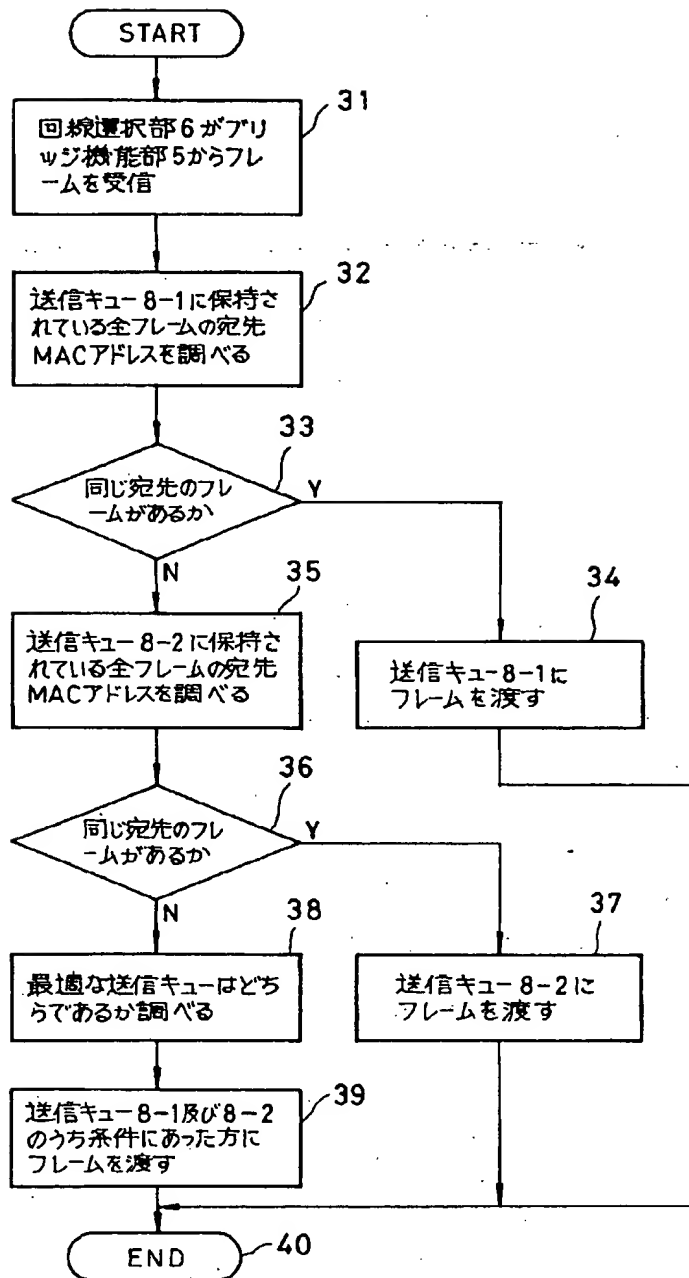 START
31
回線選択部6がブリ
ッジ機能部5からフレ
ームを受信
32
送信キュー8-1に保持さ
れている全フレームの宛先
MACアドレスを調べる
33
同じ宛先のフレ
ームがあるか
Y
N
34
送信キュー8-1に
フレームを渡す
35
送信キュー8-2に保持さ
れている全フレームの宛先
MACアドレスを調べる
36
同じ宛先のフレ
ームがあるか
Y
N
37
送信キュー8-2に
フレームを渡す
38
最適な送信キューはどち
らであるか調べる
39
送信キュー8-1及び8-2
のうち条件にあった方に
フレームを渡す
END
40